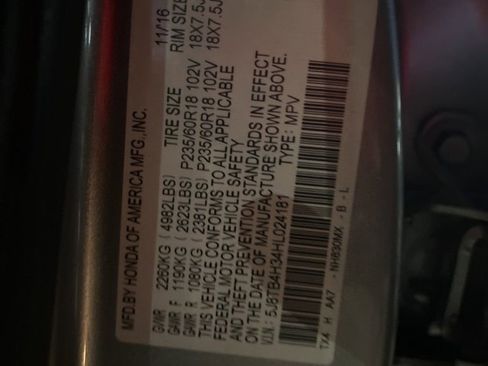 MFD.BY HONDA OF AMERICA MFG.,INC. 11/16
GVWR 2260KG ( 4982LBS) TIRE SIZE RIM SIZE
GAWR F 1190KG ( 2623LBS) P235/60R18 102V 18X7.5J
GAWR R 1080KG ( 2381LBS) P235/60R18 102V 18X7.5J
THIS VEHICLE CONFORMS TO ALL APPLICABLE
FEDERAL MOTOR VEHICLE SAFETY
AND THEFT PREVENTION STANDARDS IN EFFECT
ON THE DATE OF MANUFACTURE SHOWN ABOVE.
V.I.N.: 5J8TB4H34HL024181 TYPE: MPV
TX4 H AA7 -NH830MX -B -L